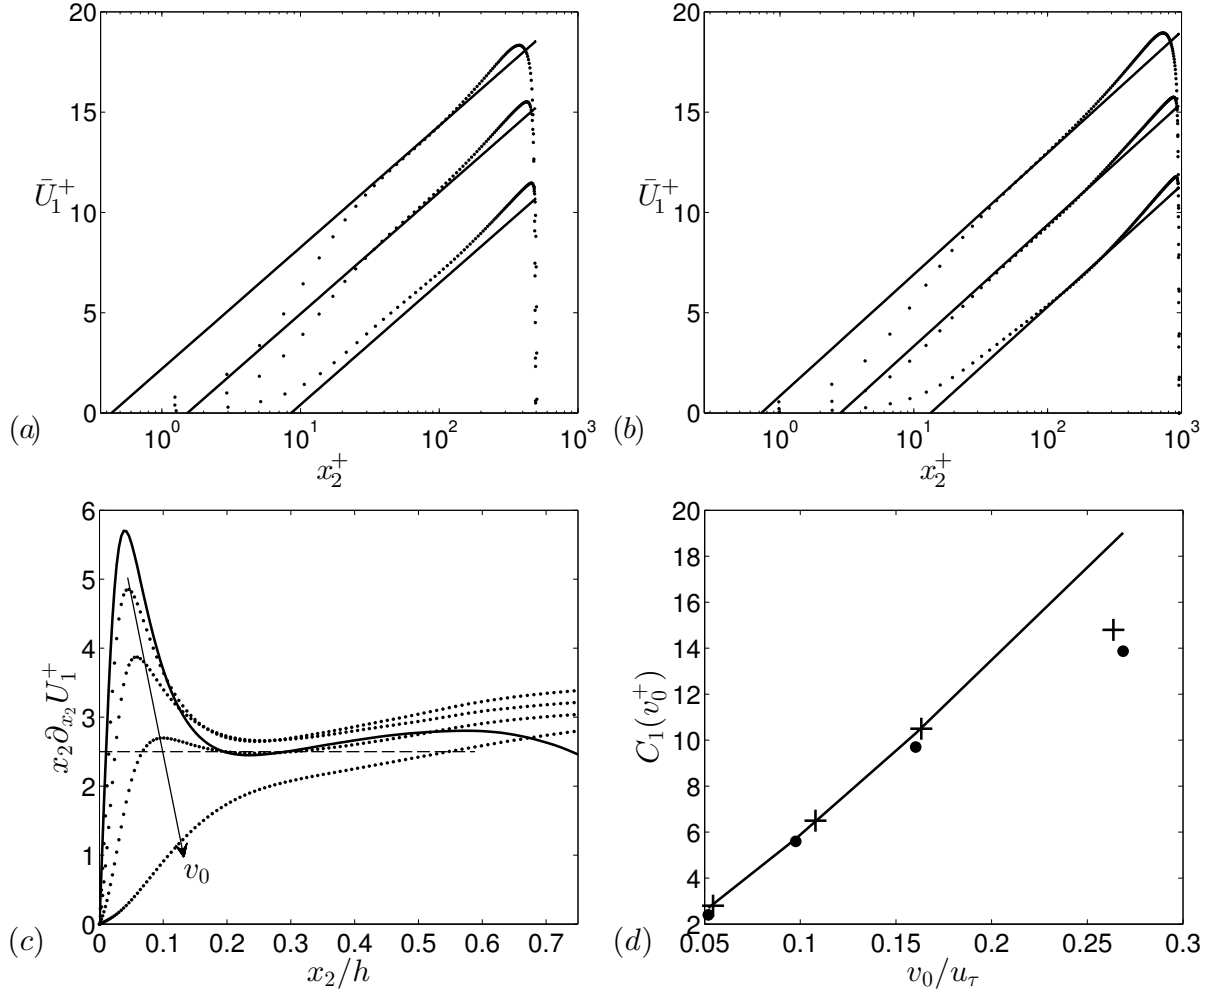 20
15
10
5
0
Ū₁⁺
10⁰ 10¹ 10² 10³
x₂⁺
(a)
20
15
10
5
0
Ū₁⁺
10⁰ 10¹ 10² 10³
x₂⁺
(b)
6
5
4
3
2
1
0
x₂∂ₓ₂U₁⁺
v₀
0 0.1 0.2 0.3 0.4 0.5 0.6 0.7
x₂/h
(c)
20
18
16
14
12
10
8
6
4
2
C₁(v₀⁺)
0.05 0.1 0.15 0.2 0.25 0.3
v₀/u_τ
(d)